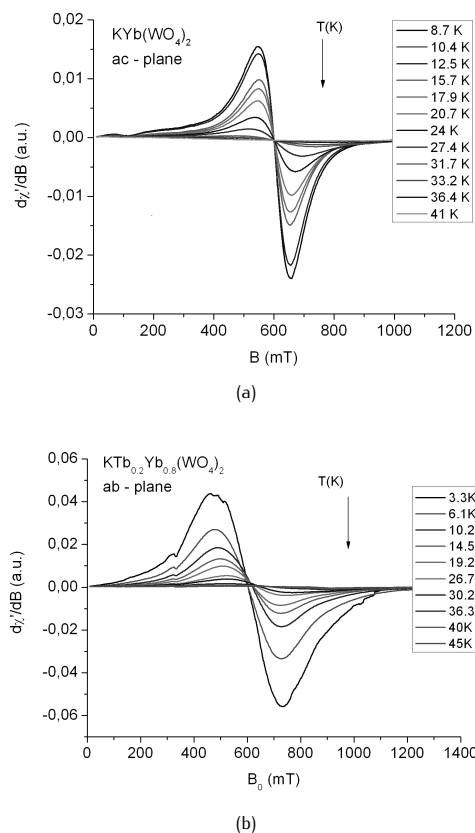 (a)
KYb(WO₄)₂
ac - plane
T(K)
8.7 K
10.4 K
12.5 K
15.7 K
17.9 K
20.7 K
24 K
27.4 K
31.7 K
33.2 K
36.4 K
41 K
0,02
0,01
0,00
-0,01
-0,02
-0,03
dχ'/dB (a.u.)
0
200
400
600
800
1000
1200
B (mT)
(a)
(b)
KTb₀.₂Yb₀.₈(WO₄)₂
ab - plane
T(K)
3.3K
6.1K
10.2
14.5
19.2
26.7
30.2
36.3
40K
45K
0,06
0,04
0,02
0,00
-0,02
-0,04
-0,06
dχ'/dB (a.u.)
0
200
400
600
800
1000
1200
1400
B₀ (mT)
(b)